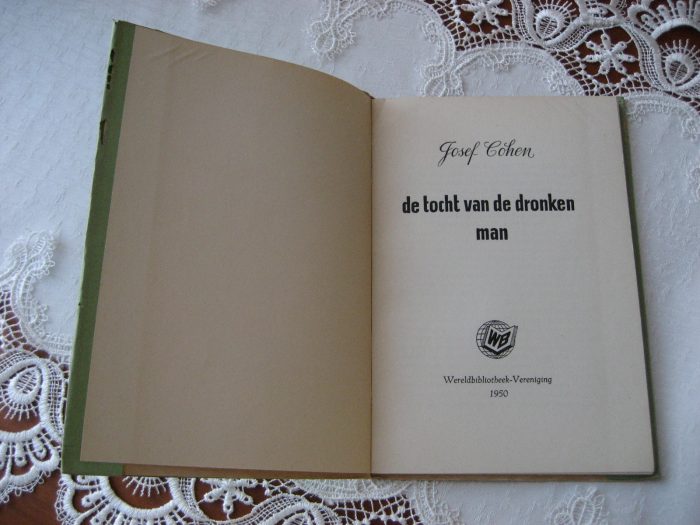 Josef Cohen
de tocht van de dronken
man
WB
Wereldbibliotheek-Vereniging
1950